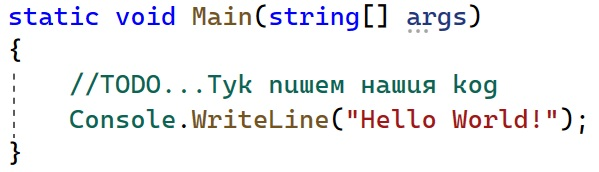 static void Main(string[] args)
{
    //TODO...Тук пишем нашия код
    Console.WriteLine("Hello World!");
}